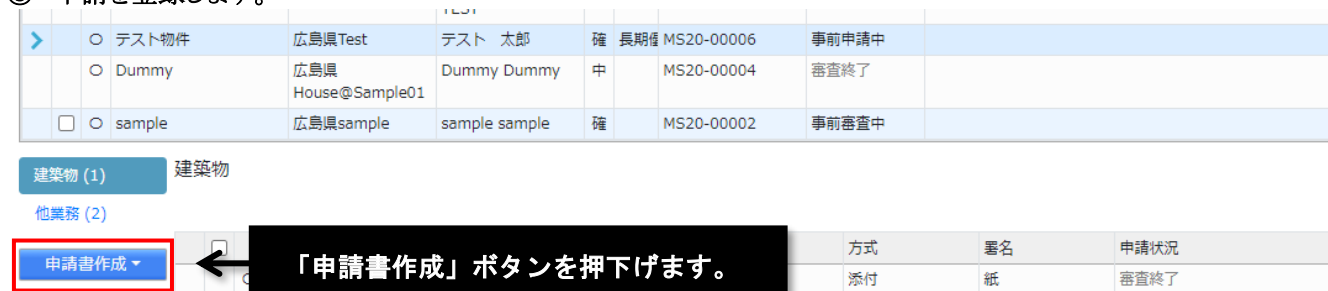 テスト物件 広島県Test テスト 太郎 確 長期優 MS20-00006 事前申請中
○ Dummy 広島県 Dummy Dummy 中 MS20-00004 審査終了
House@Sample01
○ sample 広島県sample sample sample 確 MS20-00002 事前審査中
建築物 (1) 建築物
他業務 (2)
方式 署名 申請状況
申請書作成 「申請書作成」ボタンを押下げます。
添付 紙 審査終了